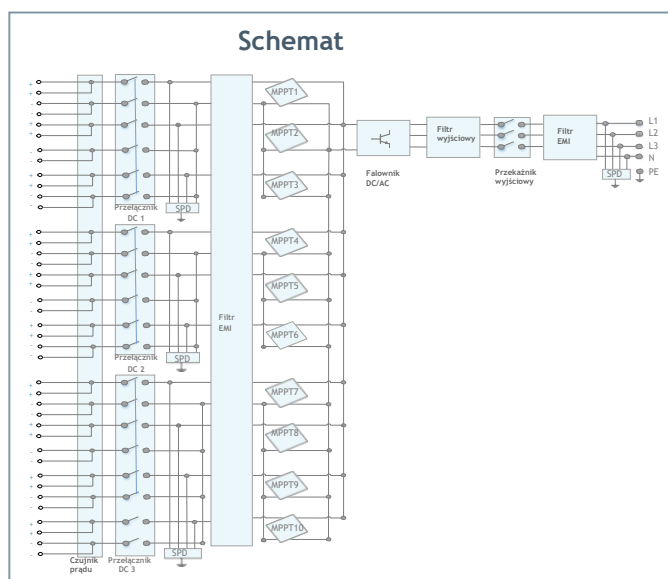 Schemat
MPPT1
MPPT2
MPPT3
SPD
Przełącznik
DC 1
MPPT4
MPPT5
MPPT6
SPD
Przełącznik
DC 2
Filtr
EMI
MPPT7
MPPT8
MPPT9
MPPT10
SPD
Czujnik
prądu
Przełącznik
DC 3
Falownik
DC/AC
Filtr
wyjściowy
Przekaźnik
wyjściowy
Filtr
EMI
SPD
L1
L2
L3
N
PE